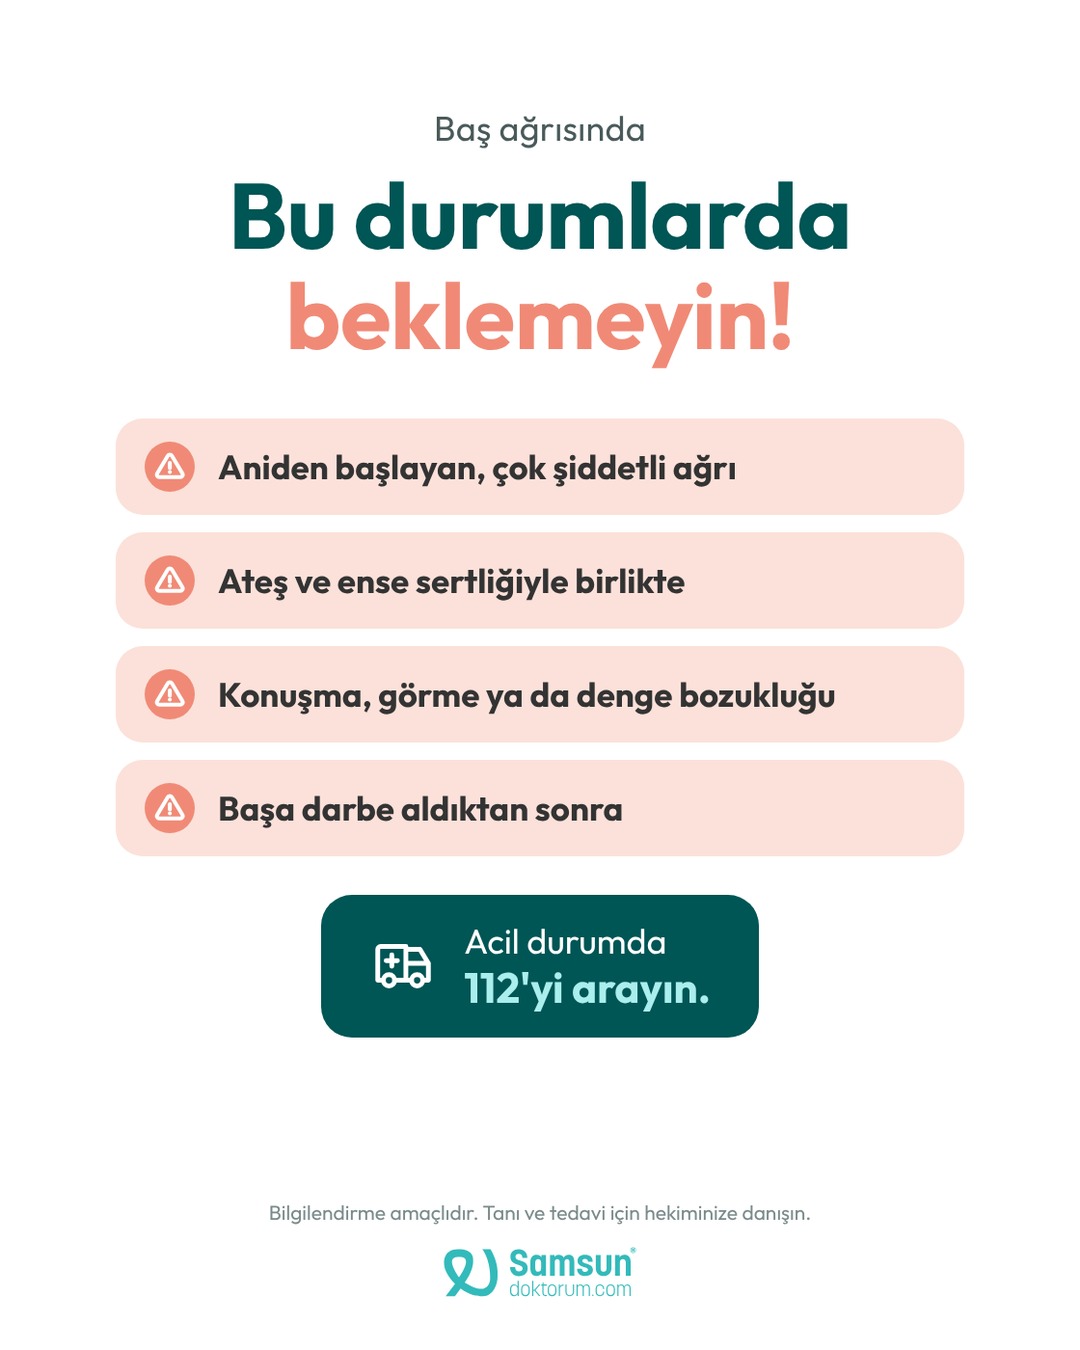 Baş ağrısında
Bu durumlarda
beklemeyin!
Aniden başlayan, çok şiddetli ağrı
Ateş ve ense sertliğiyle birlikte
Konuşma, görme ya da denge bozukluğu
Başa darbe aldıktan sonra
Acil durumda
112'yi arayın.
Bilgilendirme amaçlıdır. Tanı ve tedavi için hekiminize danışın.
Samsun®
doktorum.com